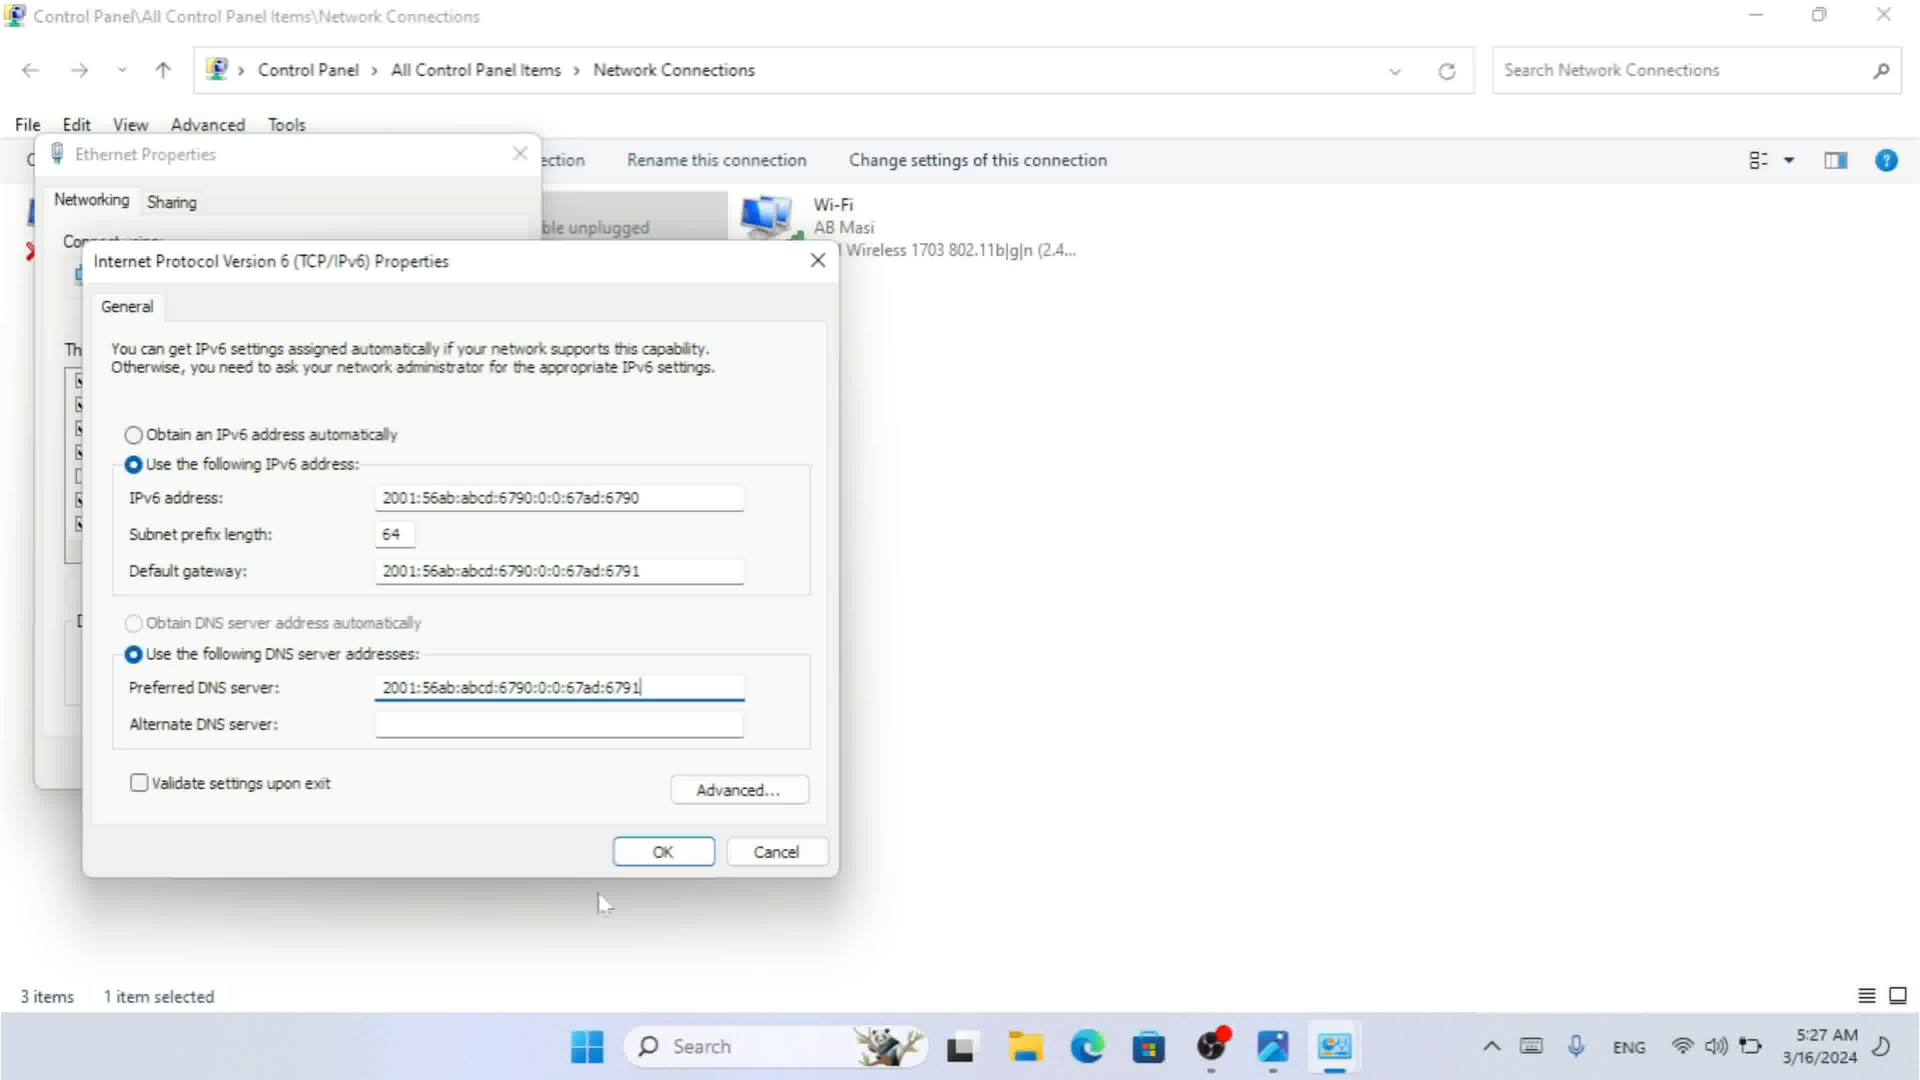 Control Panel\All Control Panel Items\Network Connections
Control Panel › All Control Panel Items › Network Connections
Search Network Connections
File Edit View Advanced Tools
Ethernet Properties
Rename this connection Change settings of this connection
Networking Sharing
ble unplugged
Wi-Fi
AB Masi
Wireless 1703 802.11b|g|n (2.4...
Internet Protocol Version 6 (TCP/IPv6) Properties
General
You can get IPv6 settings assigned automatically if your network supports this capability.
Otherwise, you need to ask your network administrator for the appropriate IPv6 settings.
Obtain an IPv6 address automatically
Use the following IPv6 address:
IPv6 address: 2001:56ab:abcd:6790:0:0:67ad:6790
Subnet prefix length: 64
Default gateway: 2001:56ab:abcd:6790:0:0:67ad:6791
Obtain DNS server address automatically
Use the following DNS server addresses:
Preferred DNS server: 2001:56ab:abcd:6790:0:0:67ad:6791
Alternate DNS server:
Validate settings upon exit
Advanced...
OK Cancel
3 items 1 item selected
Search
ENG
5:27 AM
3/16/2024